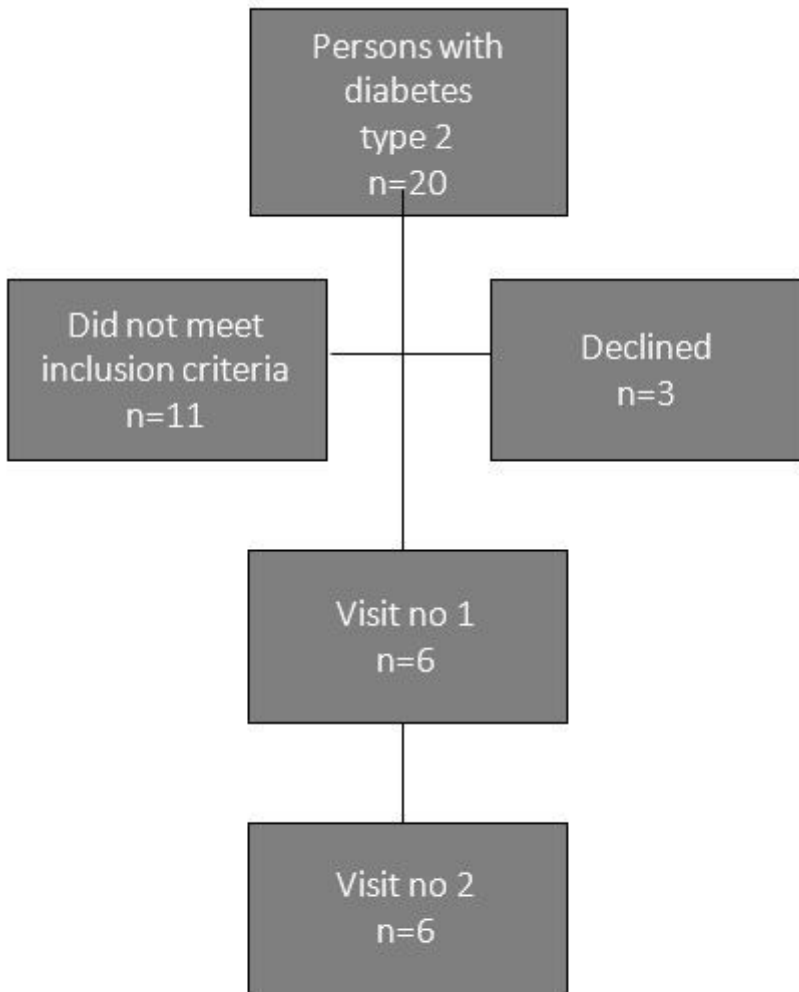 Persons with
diabetes
type 2
n=20
Did not meet
inclusion criteria
n=11
Declined
n=3
Visit no 1
n=6
Visit no 2
n=6